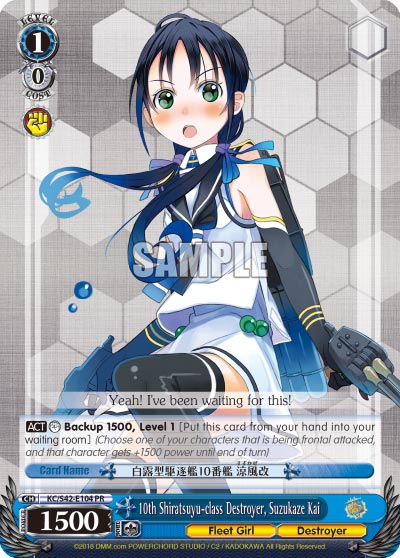 LEVEL
1
0
COST
SAMPLE
Yeah! I've been waiting for this!
ACT Backup 1500, Level 1 [Put this card from your hand into your
waiting room] (Choose one of your characters that is being frontal attacked,
and that character gets +1500 power until end of turn)
Card Name
白露型駆逐艦10番艦 涼風改
CH KC/S42-E104 PR
10th Shiratsuyu-class Destroyer, Suzukaze Kai
1500
Fleet Girl
Destroyer
©2016 DMM.com POWERCHORD STUDIO / C2 / KADOKAWA All Rights Reserved.